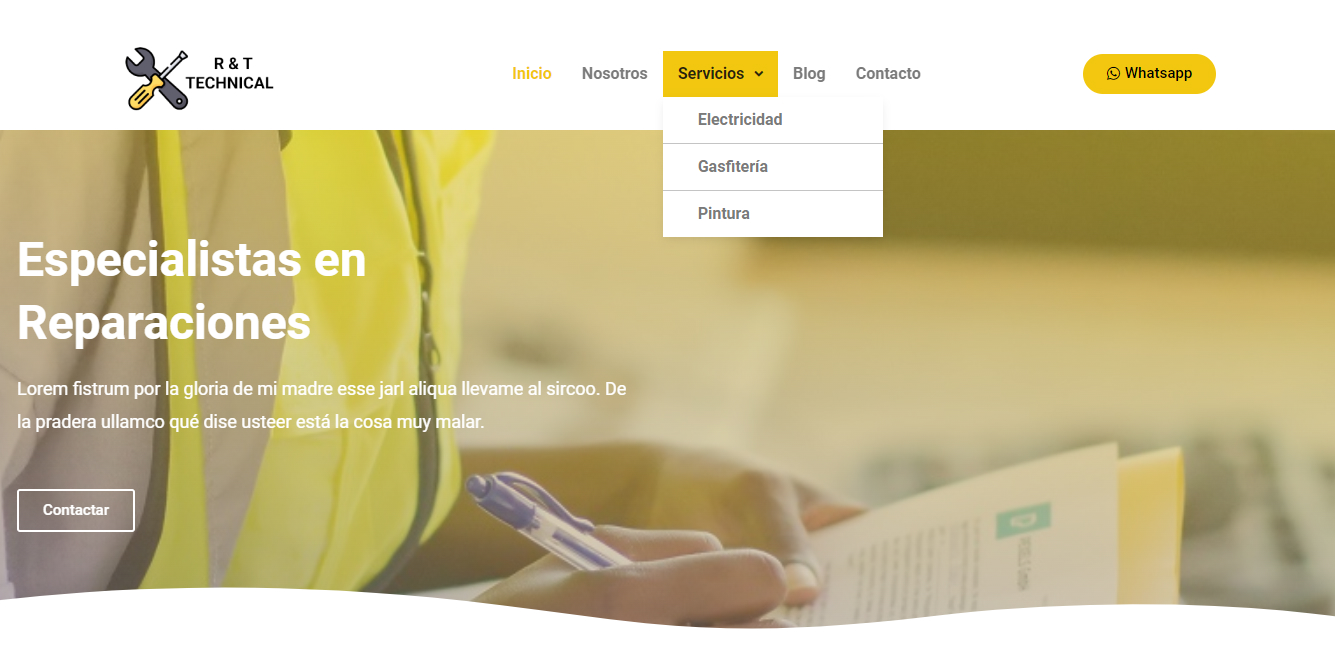 R & T
TECHNICAL
Inicio
Nosotros
Servicios
Blog
Contacto
Whatsapp
Electricidad
Gasfitería
Pintura
Especialistas en
Reparaciones
Lorem fistrum por la gloria de mi madre esse jarl aliqua llevame al sircoo. De
la pradera ullamco qué dise usteer está la cosa muy malar.
Contactar